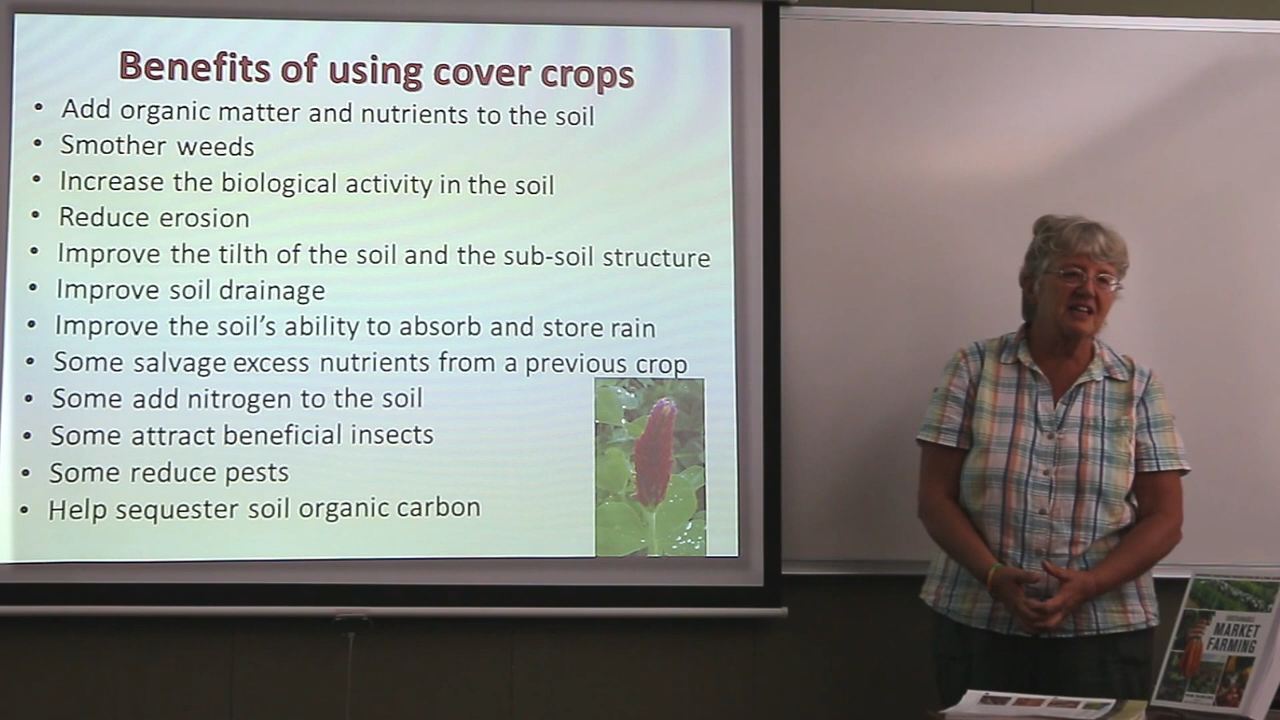 Benefits of using cover crops
• Add organic matter and nutrients to the soil
• Smother weeds
• Increase the biological activity in the soil
• Reduce erosion
• Improve the tilth of the soil and the sub-soil structure
• Improve soil drainage
• Improve the soil's ability to absorb and store rain
• Some salvage excess nutrients from a previous crop
• Some add nitrogen to the soil
• Some attract beneficial insects
• Some reduce pests
• Help sequester soil organic carbon
SUSTAINABLE
MARKET
FARMING